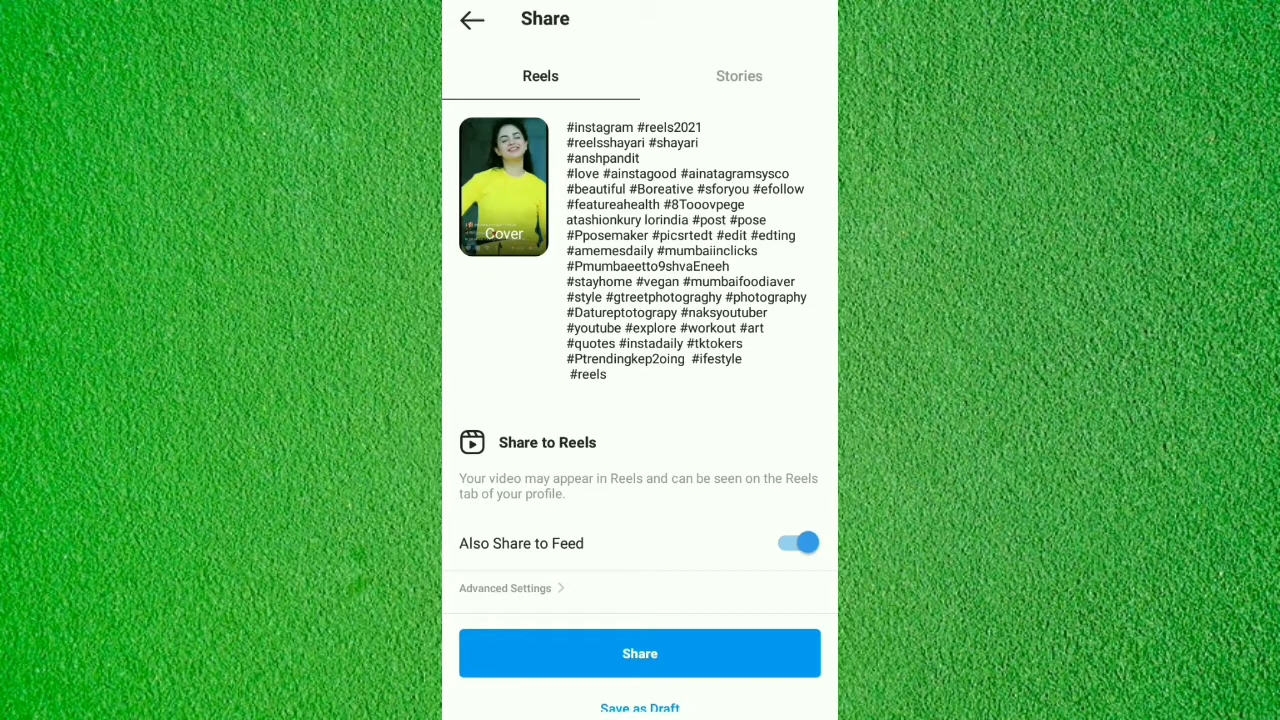 Share
Reels
Stories
Cover
#instagram #reels2021
#reelsshayari #shayari
#anshpandit
#love #ainstagood #ainatagramsysco
#beautiful #Boreative #sforyou #efollow
#featureahealth #8Tooovpege
atashionkury lorindia #post #pose
#Pposemaker #picsrtedt #edit #edting
#amemesdaily #mumbaiinclicks
#Pmumbaeetto9shvaEneeh
#stayhome #vegan #mumbaifoodiaver
#style #gtreetphotograghy #photography
#Datureptotograpy #naksyoutuber
#youtube #explore #workout #art
#quotes #instadaily #tktokers
#Ptrendingkep2oing #ifestyle
#reels
Share to Reels
Your video may appear in Reels and can be seen on the Reels
tab of your profile.
Also Share to Feed
Advanced Settings
Share
Save as Draft